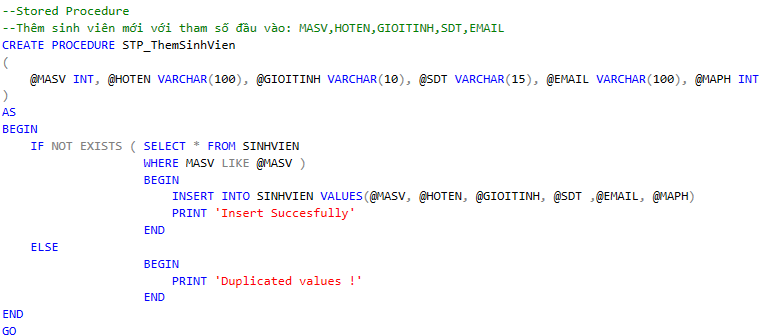 --Stored Procedure
--Thêm sinh viên mới với tham số đầu vào: MASV,HOTEN,GIOITINH,SDT,EMAIL
CREATE PROCEDURE STP_ThemSinhVien
(
    @MASV INT, @HOTEN VARCHAR(100), @GIOITINH VARCHAR(10), @SDT VARCHAR(15), @EMAIL VARCHAR(100), @MAPH INT
)
AS
BEGIN
    IF NOT EXISTS ( SELECT * FROM SINHVIEN
                    WHERE MASV LIKE @MASV )
                    BEGIN
                        INSERT INTO SINHVIEN VALUES(@MASV, @HOTEN, @GIOITINH, @SDT ,@EMAIL, @MAPH)
                        PRINT 'Insert Succesfully'
                    END
    ELSE
                    BEGIN
                        PRINT 'Duplicated values !'
                    END
END
GO